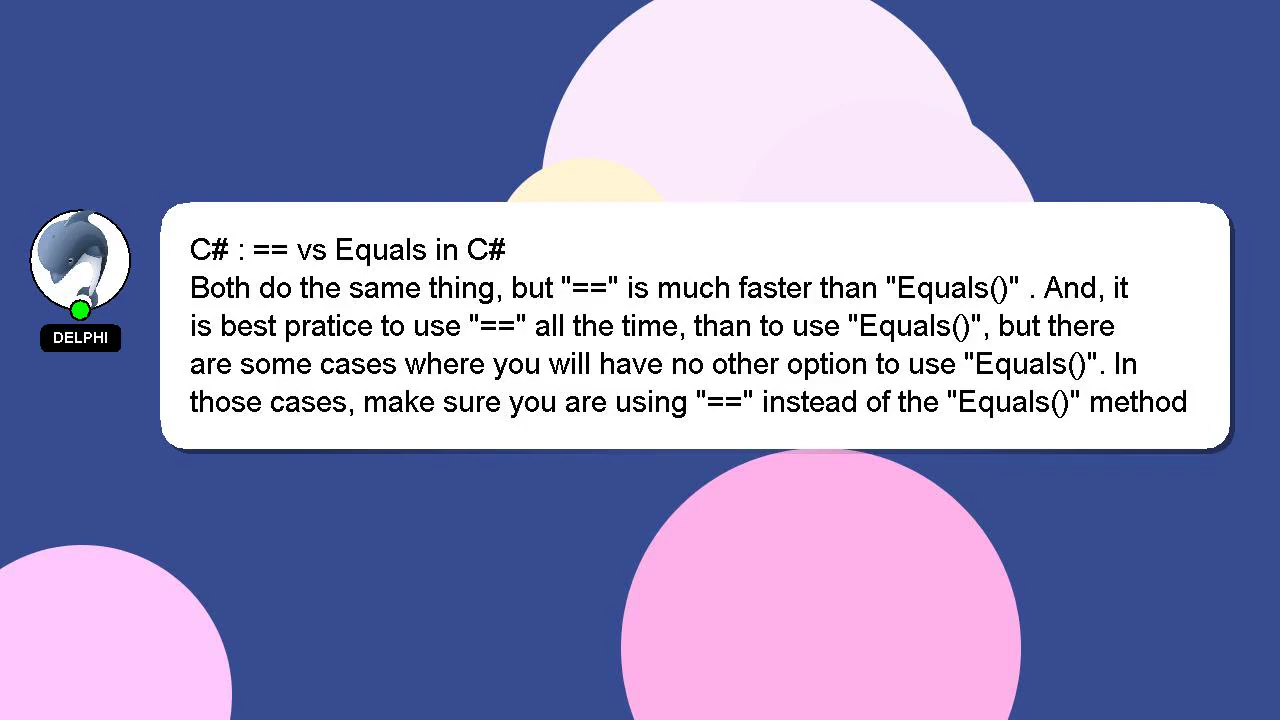 C# : == vs Equals in C#
Both do the same thing, but "==" is much faster than "Equals()" . And, it
is best pratice to use "==" all the time, than to use "Equals()", but there
are some cases where you will have no other option to use "Equals()". In
those cases, make sure you are using "==" instead of the "Equals()" method
DELPHI